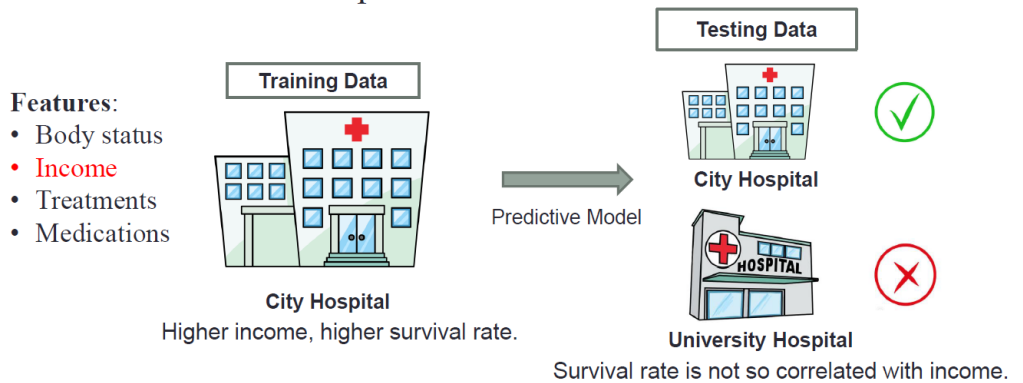 Training Data
Testing Data
Features:
• Body status
• Income
• Treatments
• Medications
Predictive Model
City Hospital
Higher income, higher survival rate.
City Hospital
HOSPITAL
University Hospital
Survival rate is not so correlated with income.